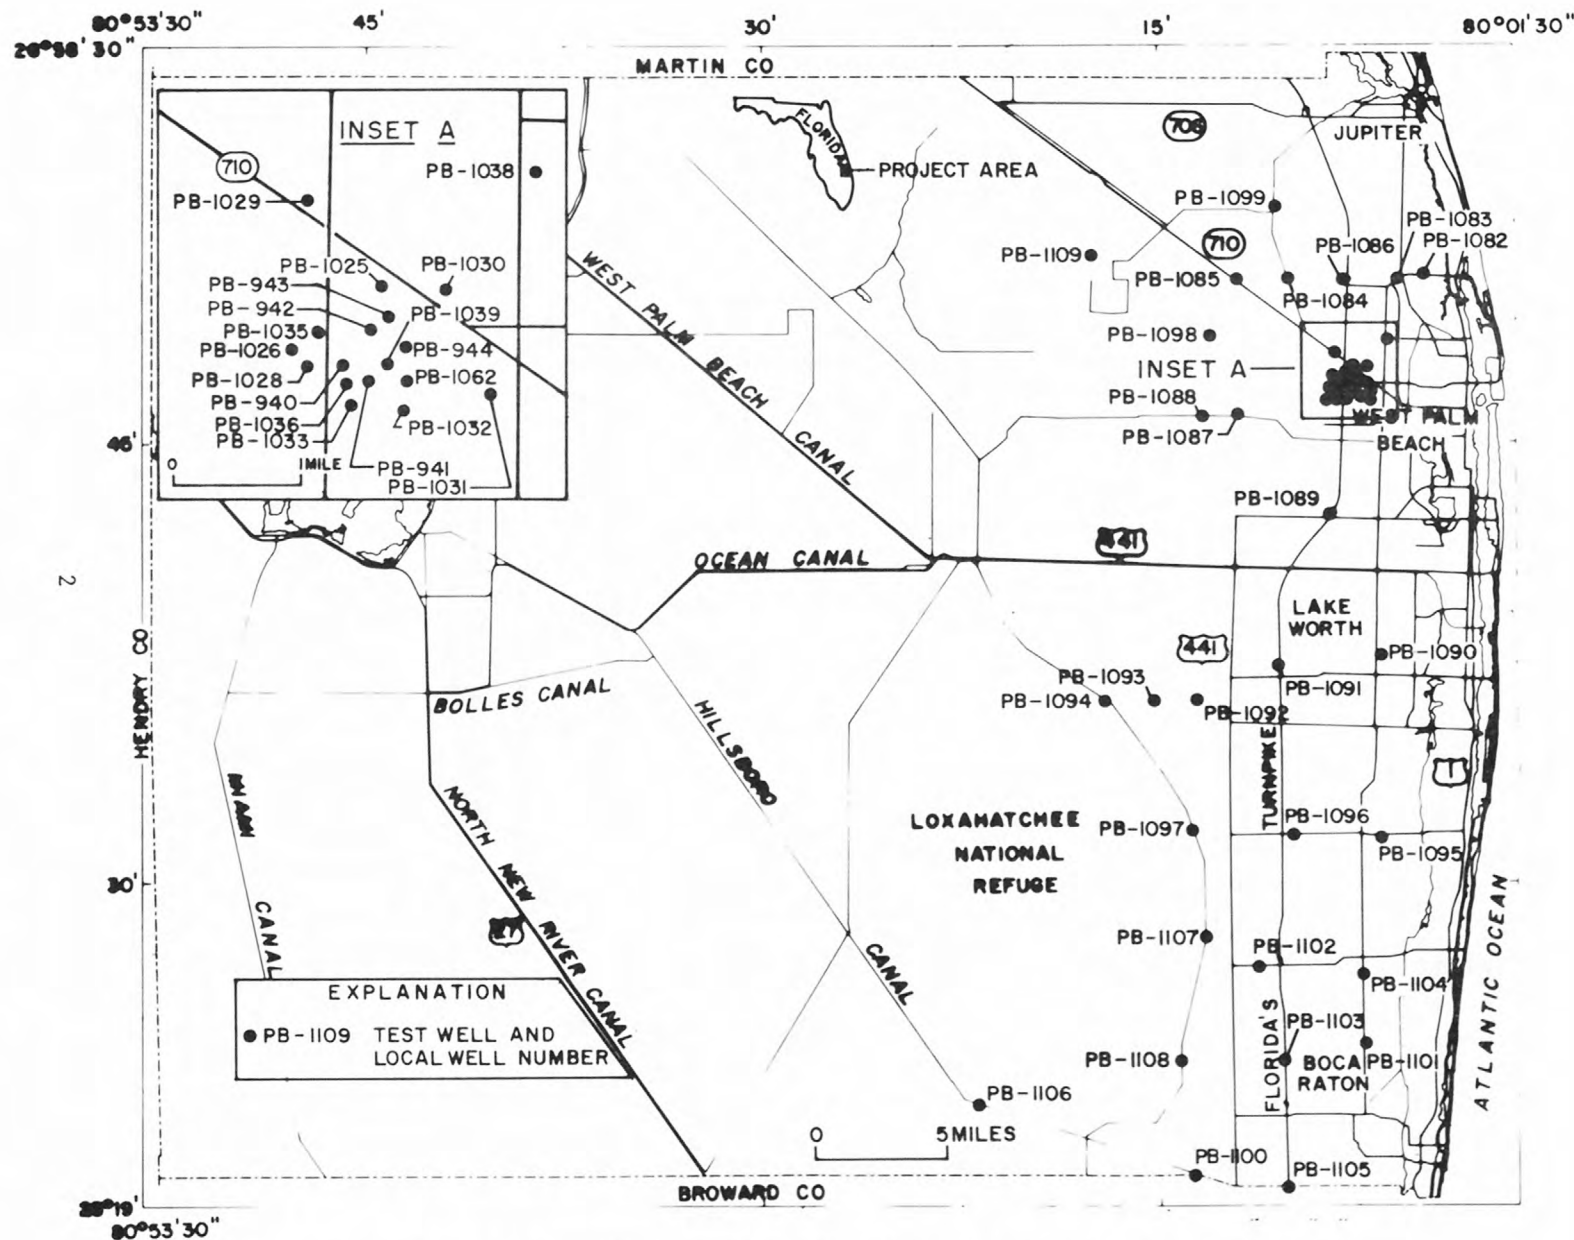 80°53'30"
45'
30'
15'
80°01'30"
26°58'30"
MARTIN CO
INSET A
710
PB-1038
PB-1029
PB-1025
PB-1030
PB-943
PB-942
PB-1039
PB-1035
PB-944
PB-1026
PB-1062
PB-1028
PB-940
PB-1036
PB-1032
PB-1033
0
1 MILE
PB-941
PB-1031
FLORIDA
PROJECT AREA
706
JUPITER
PB-1099
PB-1083
710
PB-1086
PB-1082
PB-1109
PB-1085
PB-1084
PB-1098
INSET A
PB-1088
PB-1087
WEST PALM
BEACH
WEST PALM BEACH CANAL
45'
PB-1089
441
OCEAN CANAL
2
LAKE
WORTH
441
PB-1090
HENDRY CO
PB-1093
PB-1091
PB-1094
PB-1092
BOLLES CANAL
HILLSBORO
CANAL
TURNPIKE
1
CANAL
NORTH NEW RIVER CANAL
27
LOXAHATCHEE
NATIONAL
REFUGE
PB-1097
PB-1096
PB-1095
30'
PB-1107
PB-1102
PB-1104
ATLANTIC OCEAN
EXPLANATION
PB-1109 TEST WELL AND
LOCAL WELL NUMBER
FLORIDA'S
PB-1103
PB-1108
BOCA
RATON
PB-1101
PB-1106
0
5 MILES
PB-1100
PB-1105
BROWARD CO
80°53'30"